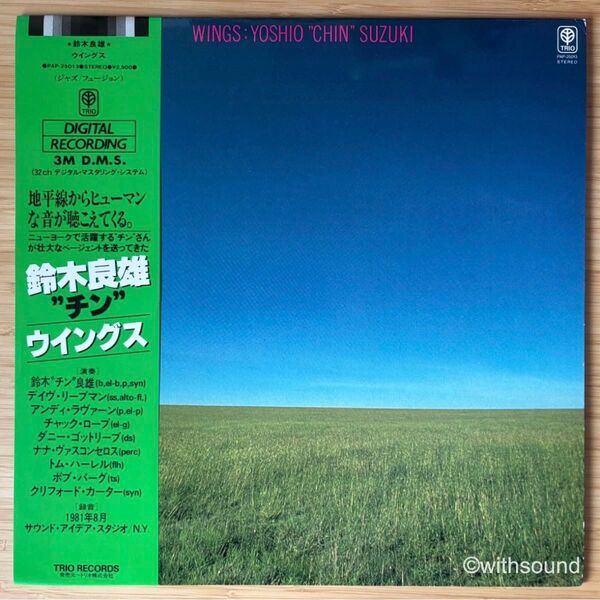 ★鈴木良雄★
ウイングス
●PAP-25013●STEREO●¥2,500●
(ジャズ/フュージョン)
TRIO
DIGITAL
RECORDING
3M D.M.S.
(32ch デジタル・マスタリング・システム)
地平線からヒューマン
な音が聴こえてくる。
ニューヨークで活躍する"チン"さん
が壮大なページェントを送ってきた
鈴木良雄
"チン"
ウイングス
〔演奏〕
鈴木"チン"良雄(b,el-b,p,syn)
デイヴ・リーブマン(ss,alto-fl,)
アンディ・ラヴァーン(p,el-p)
チャック・ローブ(el-g)
ダニー・ゴットリーブ(ds)
ナナ・ヴァスコンセロス(perc)
トム・ハーレル(flh)
ボブ・バーグ(ts)
クリフォード・カーター(syn)
〔録音〕
1981年8月
サウンド・アイデア・スタジオ/N.Y.
TRIO RECORDS
発売元—トリオ株式会社
WINGS:YOSHIO "CHIN" SUZUKI
TRIO
PAP-25013
STEREO
©withsound